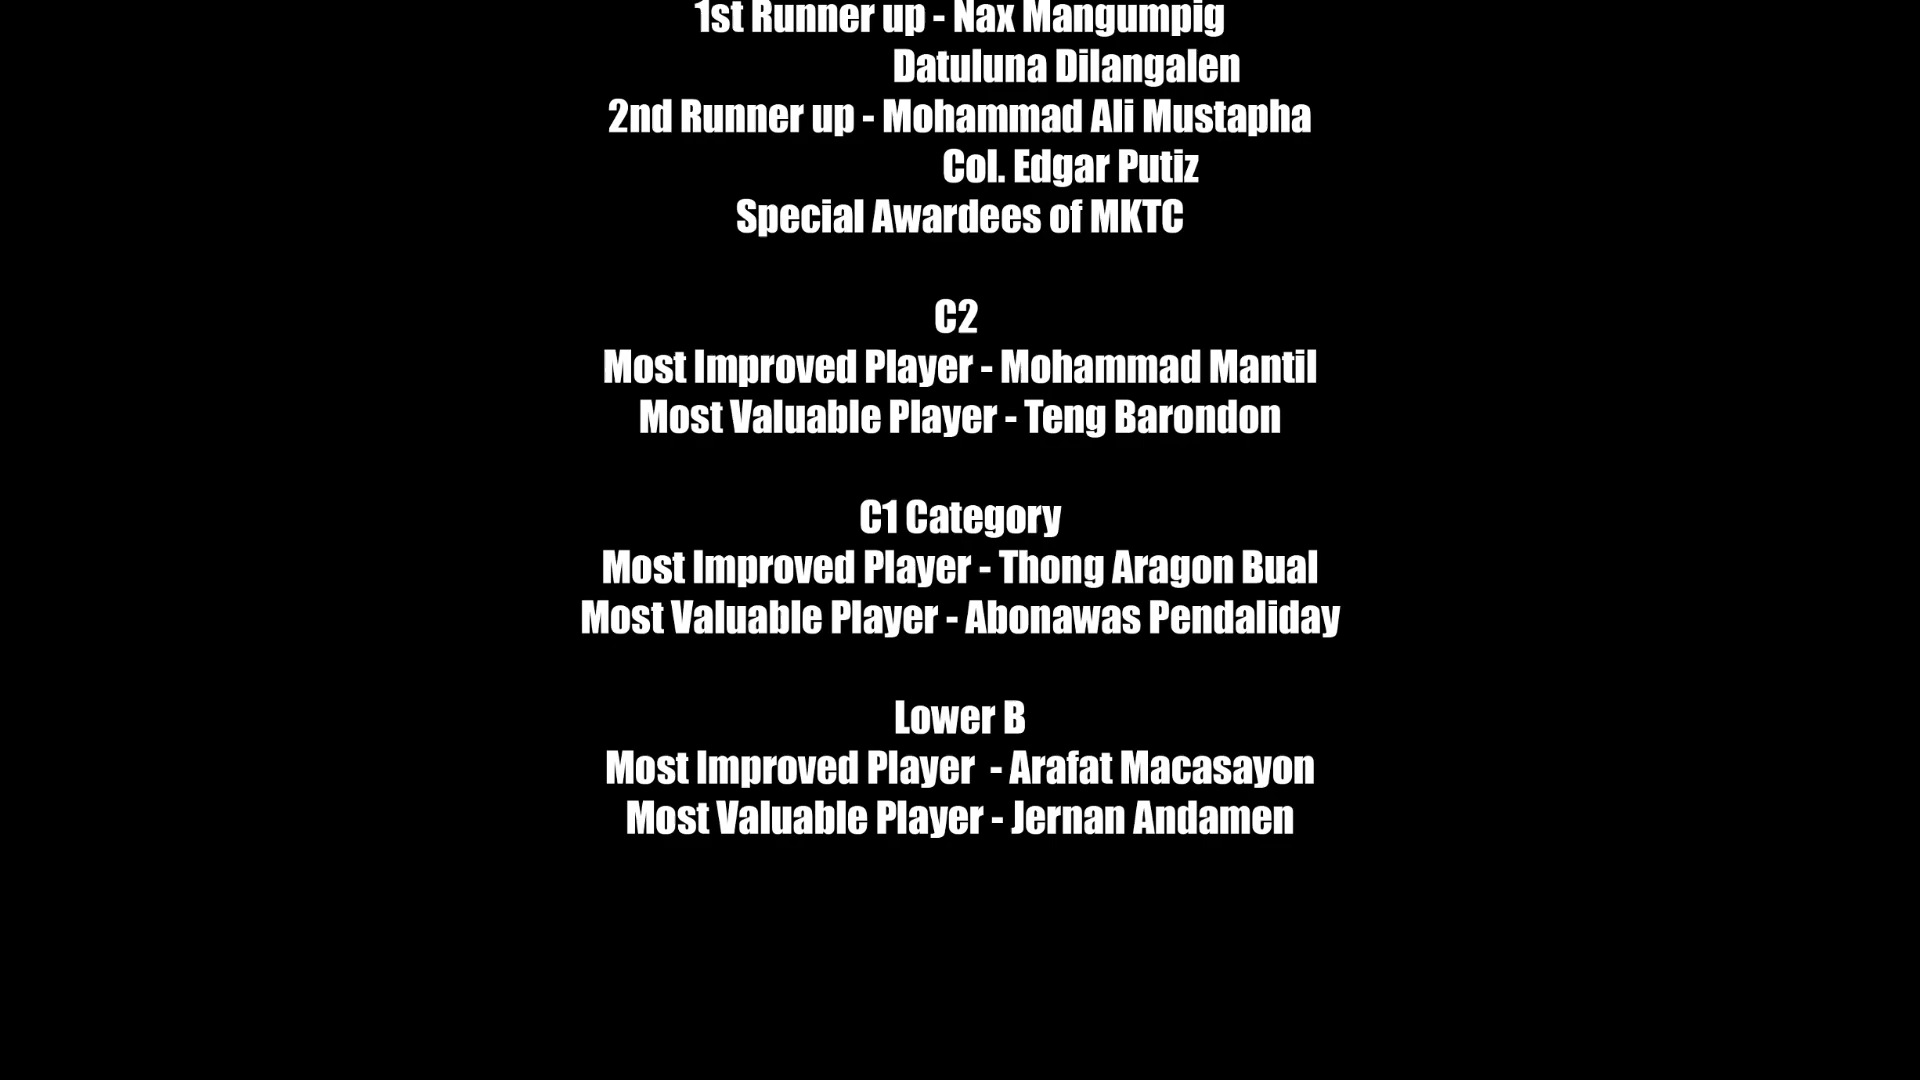 1st Runner up - Nax Mangumpig
Datuluna Dilangalen
2nd Runner up - Mohammad Ali Mustapha
Col. Edgar Putiz
Special Awardees of MKTC
C2
Most Improved Player - Mohammad Mantil
Most Valuable Player - Teng Barondon
C1 Category
Most Improved Player - Thong Aragon Bual
Most Valuable Player - Abonawas Pendaliday
Lower B
Most Improved Player  - Arafat Macasayon
Most Valuable Player - Jernan Andamen